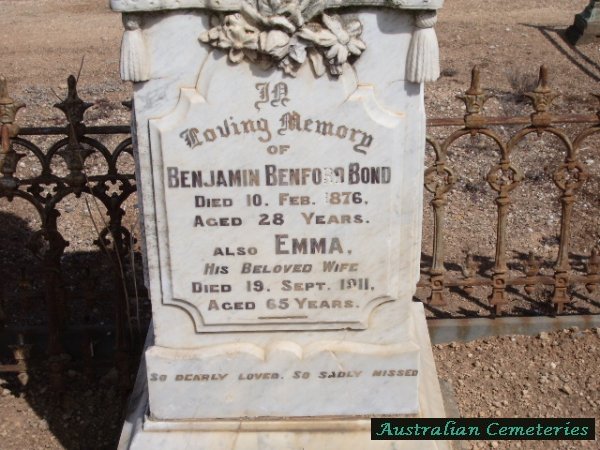 In
Loving Memory
OF
BENJAMIN BENFORD BOND
DIED 10. FEB. 1876.
AGED 28 YEARS.
ALSO EMMA.
HIS BELOVED WIFE
DIED 19. SEPT. 1911.
AGED 65 YEARS.
SO DEARLY LOVED. SO SADLY MISSED
Australian Cemeteries